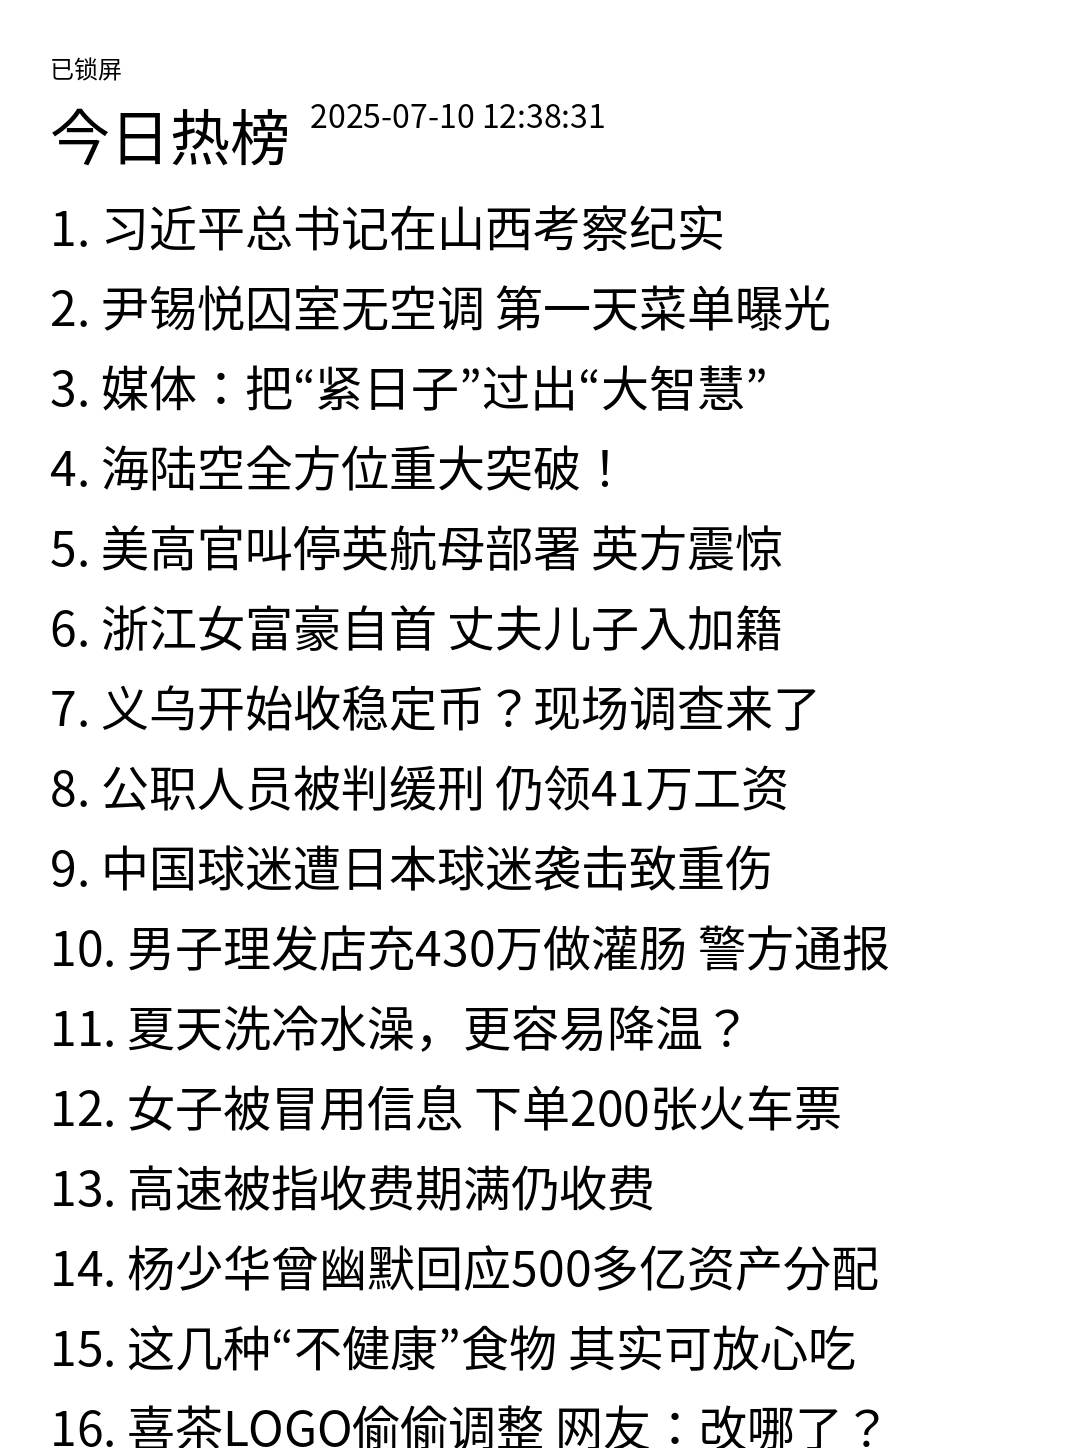 已锁屏
今日热榜 2025-07-10 12:38:31
1. 习近平总书记在山西考察纪实
2. 尹锡悦囚室无空调 第一天菜单曝光
3. 媒体：把“紧日子”过出“大智慧”
4. 海陆空全方位重大突破！
5. 美高官叫停英航母部署 英方震惊
6. 浙江女富豪自首 丈夫儿子入加籍
7. 义乌开始收稳定币？现场调查来了
8. 公职人员被判缓刑 仍领41万工资
9. 中国球迷遭日本球迷袭击致重伤
10. 男子理发店充430万做灌肠 警方通报
11. 夏天洗冷水澡，更容易降温？
12. 女子被冒用信息 下单200张火车票
13. 高速被指收费期满仍收费
14. 杨少华曾幽默回应500多亿资产分配
15. 这几种“不健康”食物 其实可放心吃
16. 喜茶LOGO偷偷调整 网友：改哪了？